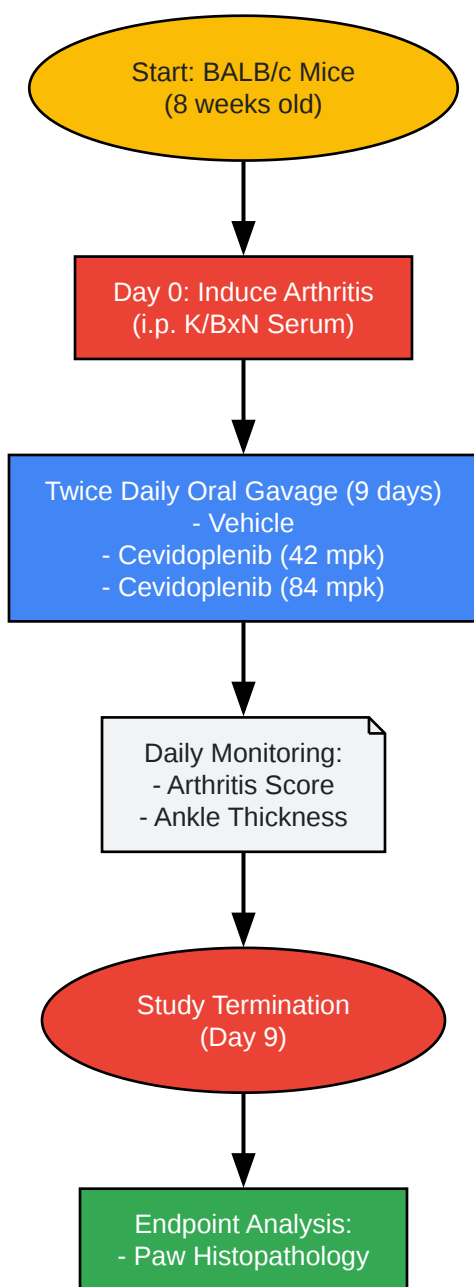 Start: BALB/c Mice
(8 weeks old)
Day 0: Induce Arthritis
(i.p. K/BxN Serum)
Twice Daily Oral Gavage (9 days)
- Vehicle
- Cevidoplenib (42 mpk)
- Cevidoplenib (84 mpk)
Daily Monitoring:
- Arthritis Score
- Ankle Thickness
Study Termination
(Day 9)
Endpoint Analysis:
- Paw Histopathology